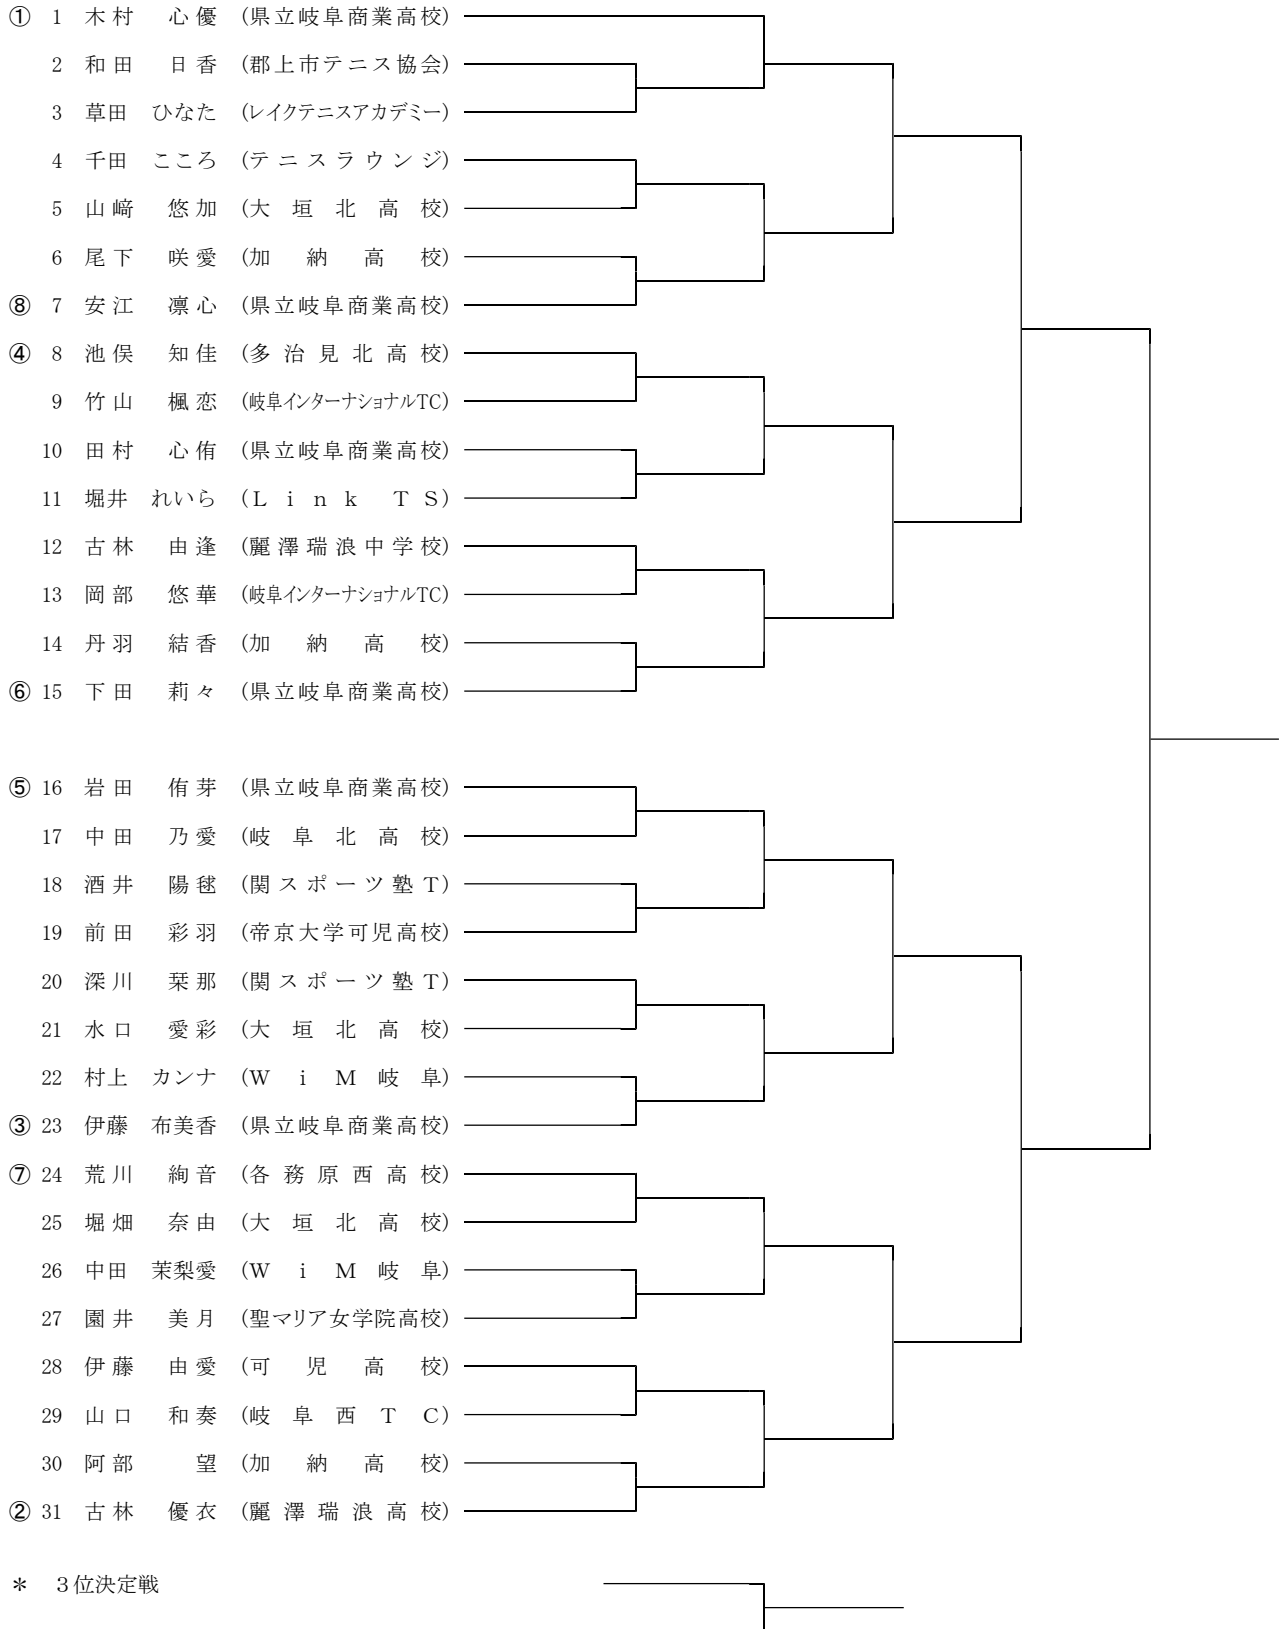 ① 1 木村 心優 (県立岐阜商業高校)
2 和田 日香 (郡上市テニス協会)
3 草田 ひなた (レイクテニスアカデミー)
4 千田 こころ (テニスラウンジ)
5 山﨑 悠加 (大垣北高校)
6 尾下 咲愛 (加納高校)
⑧ 7 安江 凛心 (県立岐阜商業高校)
④ 8 池俣 知佳 (多治見北高校)
9 竹山 楓恋 (岐阜インターナショナルTC)
10 田村 心侑 (県立岐阜商業高校)
11 堀井 れいら (Link TS)
12 古林 由逢 (麗澤瑞浪中学校)
13 岡部 悠華 (岐阜インターナショナルTC)
14 丹羽 結香 (加納高校)
⑥ 15 下田 莉々 (県立岐阜商業高校)
⑤ 16 岩田 侑芽 (県立岐阜商業高校)
17 中田 乃愛 (岐阜北高校)
18 酒井 陽毬 (関スポーツ塾T)
19 前田 彩羽 (帝京大学可児高校)
20 深川 栞那 (関スポーツ塾T)
21 水口 愛彩 (大垣北高校)
22 村上 カンナ (WiM岐阜)
③ 23 伊藤 布美香 (県立岐阜商業高校)
⑦ 24 荒川 絢音 (各務原西高校)
25 堀畑 奈由 (大垣北高校)
26 中田 茉梨愛 (WiM岐阜)
27 園井 美月 (聖マリア女学院高校)
28 伊藤 由愛 (可児高校)
29 山口 和奏 (岐阜西TC)
30 阿部 望 (加納高校)
② 31 古林 優衣 (麗澤瑞浪高校)
＊ ３位決定戦